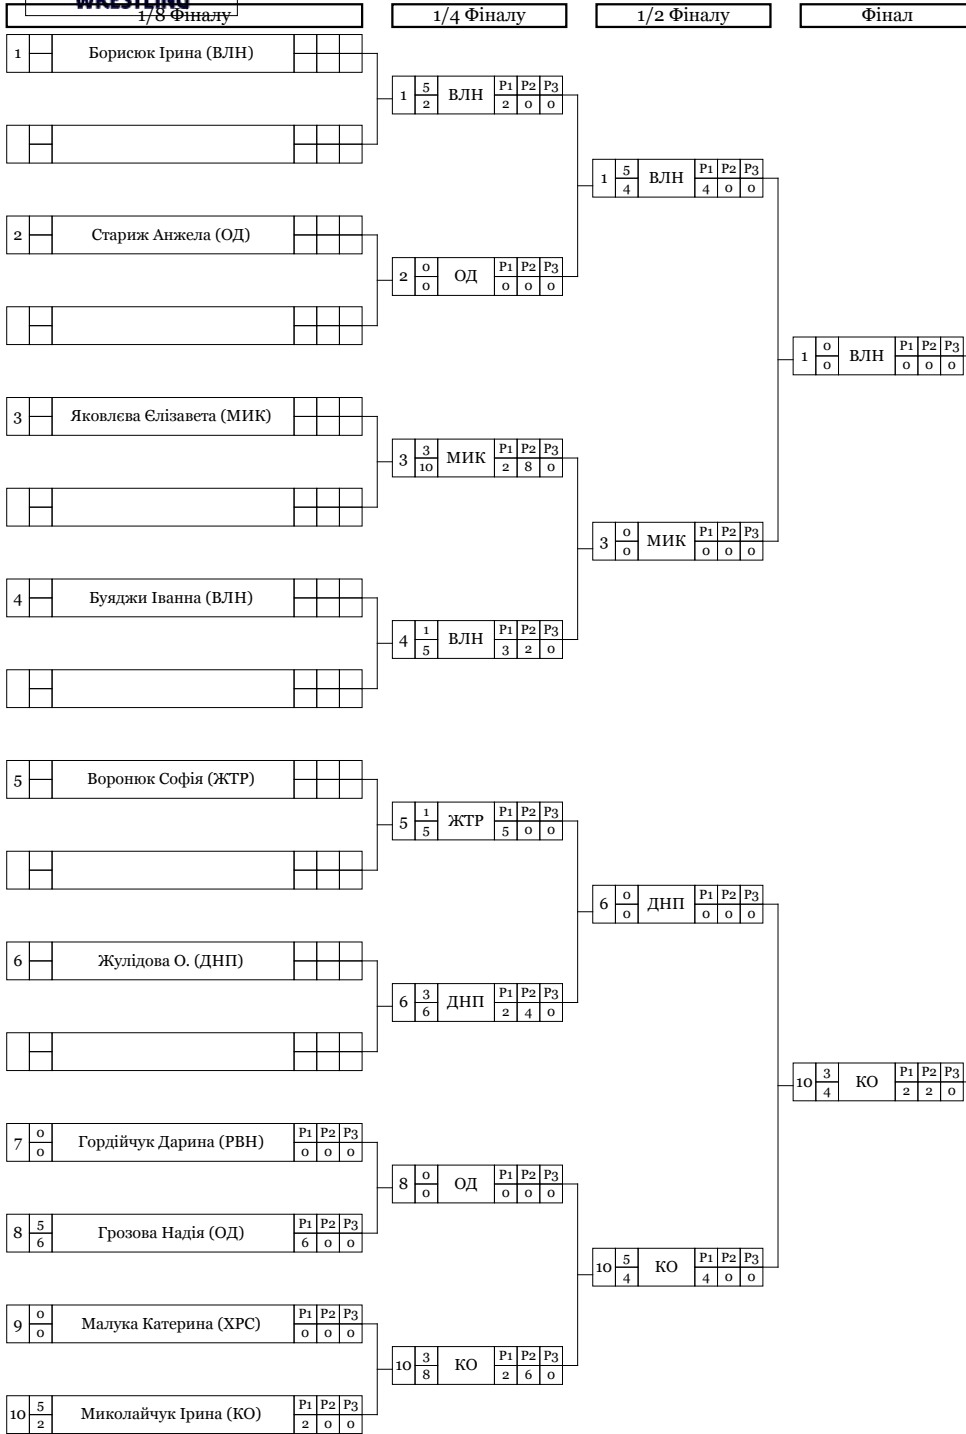 WRESTLING
1/8 Фіналу
1/4 Фіналу
1/2 Фіналу
Фінал
1 Борисюк Ірина (ВЛН)
2 Стариж Анжела (ОД)
3 Яковлєва Єлізавета (МИК)
4 Буяджи Іванна (ВЛН)
5 Воронюк Софія (ЖТР)
6 Жулідова О. (ДНП)
7 0 Гордійчук Дарина (РВН) P1 P2 P3
0 0 0 0
8 5 Грозова Надія (ОД) P1 P2 P3
6 6 0 0
9 0 Малука Катерина (ХРС) P1 P2 P3
0 0 0 0
10 5 Миколайчук Ірина (КО) P1 P2 P3
2 2 0 0
1 5 ВЛН P1 P2 P3
2 2 0 0
2 0 ОД P1 P2 P3
0 0 0 0
3 3 МИК P1 P2 P3
10 2 8 0
4 1 ВЛН P1 P2 P3
5 3 2 0
5 1 ЖТР P1 P2 P3
5 5 0 0
6 3 ДНП P1 P2 P3
6 2 4 0
8 0 ОД P1 P2 P3
0 0 0 0
10 3 КО P1 P2 P3
8 2 6 0
1 5 ВЛН P1 P2 P3
4 4 0 0
3 0 МИК P1 P2 P3
0 0 0 0
6 0 ДНП P1 P2 P3
0 0 0 0
10 5 КО P1 P2 P3
4 4 0 0
1 0 ВЛН P1 P2 P3
0 0 0 0
10 3 КО P1 P2 P3
4 2 2 0